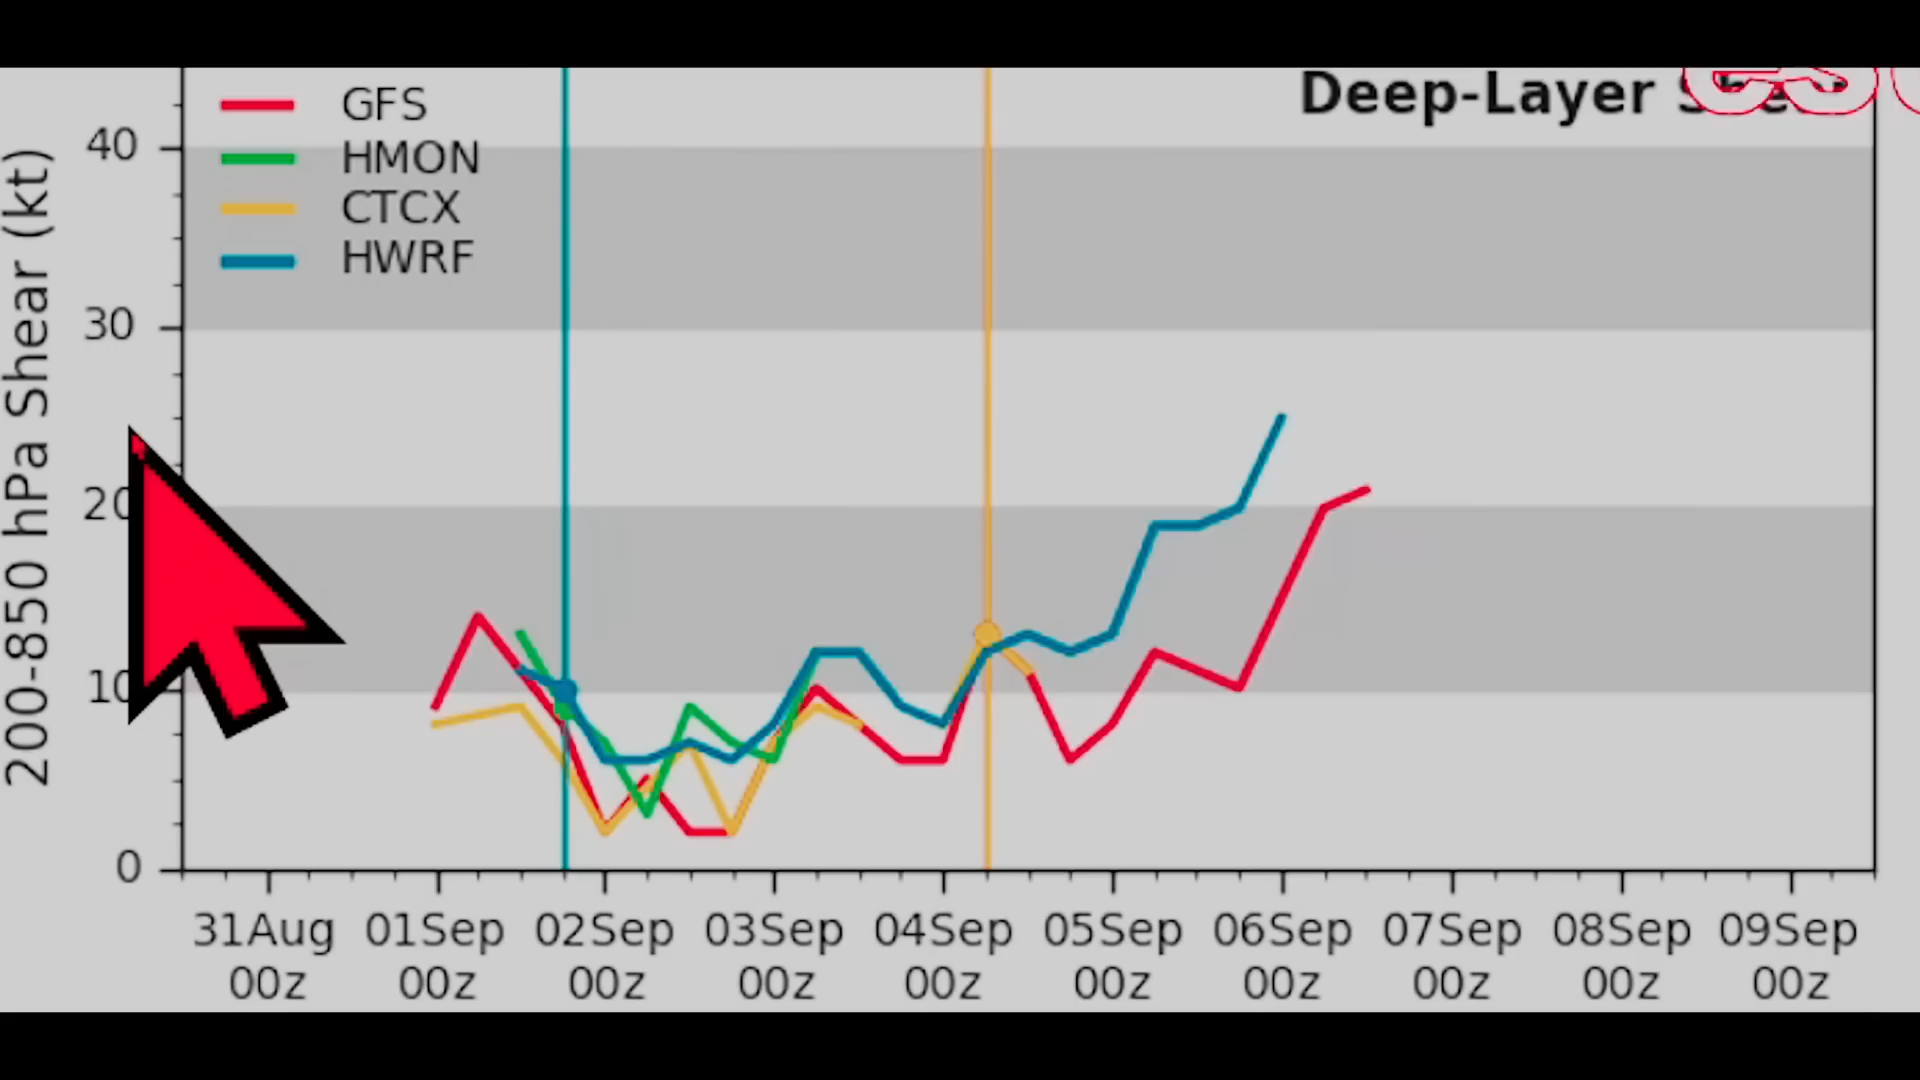 Deep-Layer
GFS
HMON
CTCX
HWRF
200-850 hPa Shear (kt)
40
30
20
10
0
31Aug 01Sep 02Sep 03Sep 04Sep 05Sep 06Sep 07Sep 08Sep 09Sep
00z 00z 00z 00z 00z 00z 00z 00z 00z 00z